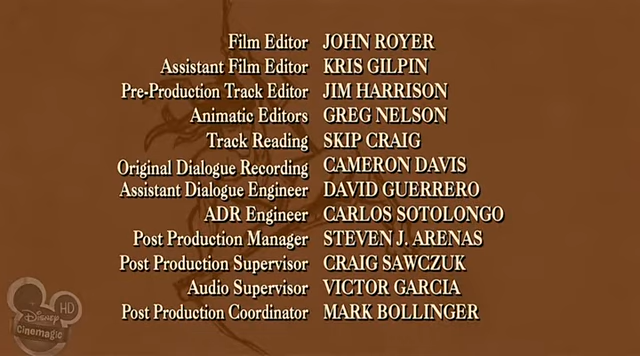 Film Editor JOHN ROYER
Assistant Film Editor KRIS GILPIN
Pre-Production Track Editor JIM HARRISON
Animatic Editors GREG NELSON
Track Reading SKIP CRAIG
Original Dialogue Recording CAMERON DAVIS
Assistant Dialogue Engineer DAVID GUERRERO
ADR Engineer CARLOS SOTOLONGO
Post Production Manager STEVEN J. ARENAS
Post Production Supervisor CRAIG SAWCZUK
Audio Supervisor VICTOR GARCIA
Post Production Coordinator MARK BOLLINGER
HD
Disney
cinemagic